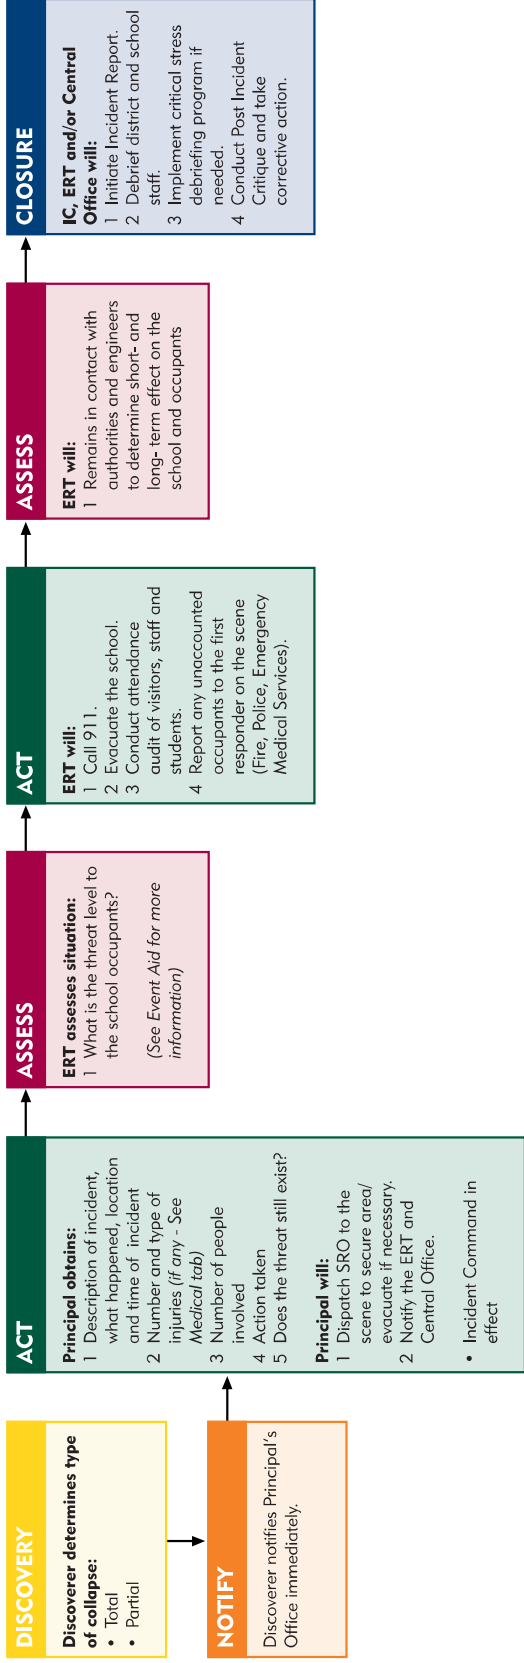 DISCOVERY
Discoverer determines type
of collapse:
• Total
• Partial
NOTIFY
Discoverer notifies Principal's
Office immediately.
ACT
Principal obtains:
1 Description of incident,
what happened, location
and time of incident
2 Number and type of
injuries (if any - See
Medical tab)
3 Number of people
involved
4 Action taken
5 Does the threat still exist?
Principal will:
1 Dispatch SRO to the
scene to secure area/
evacuate if necessary.
2 Notify the ERT and
Central Office.
• Incident Command in
effect
ASSESS
ERT assesses situation:
1 What is the threat level to
the school occupants?
(See Event Aid for more
information)
ACT
ERT will:
1 Call 911.
2 Evacuate the school.
3 Conduct attendance
audit of visitors, staff and
students.
4 Report any unaccounted
occupants to the first
responder on the scene
(Fire, Police, Emergency
Medical Services).
ASSESS
ERT will:
1 Remains in contact with
authorities and engineers
to determine short- and
long- term effect on the
school and occupants
CLOSURE
IC, ERT and/or Central
Office will:
1 Initiate Incident Report.
2 Debrief district and school
staff.
3 Implement critical stress
debriefing program if
needed.
4 Conduct Post Incident
Critique and take
corrective action.